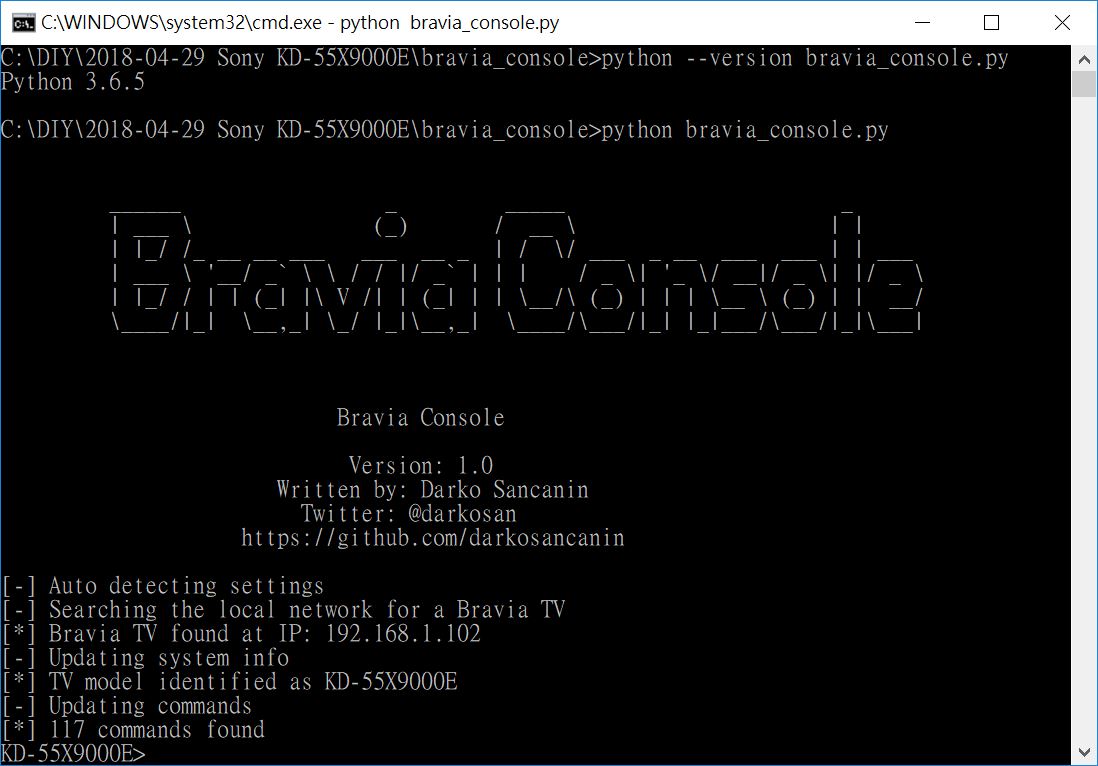 C:\WINDOWS\system32\cmd.exe - python  bravia_console.py
C:\DIY\2018-04-29 Sony KD-55X9000E\bravia_console>python --version bravia_console.py
Python 3.6.5
C:\DIY\2018-04-29 Sony KD-55X9000E\bravia_console>python bravia_console.py
Bravia Console
Bravia Console
Version: 1.0
Written by: Darko Sancanin
Twitter: @darkosan
https://github.com/darkosancanin
[-] Auto detecting settings
[-] Searching the local network for a Bravia TV
[*] Bravia TV found at IP: 192.168.1.102
[-] Updating system info
[*] TV model identified as KD-55X9000E
[-] Updating commands
[*] 117 commands found
KD-55X9000E>